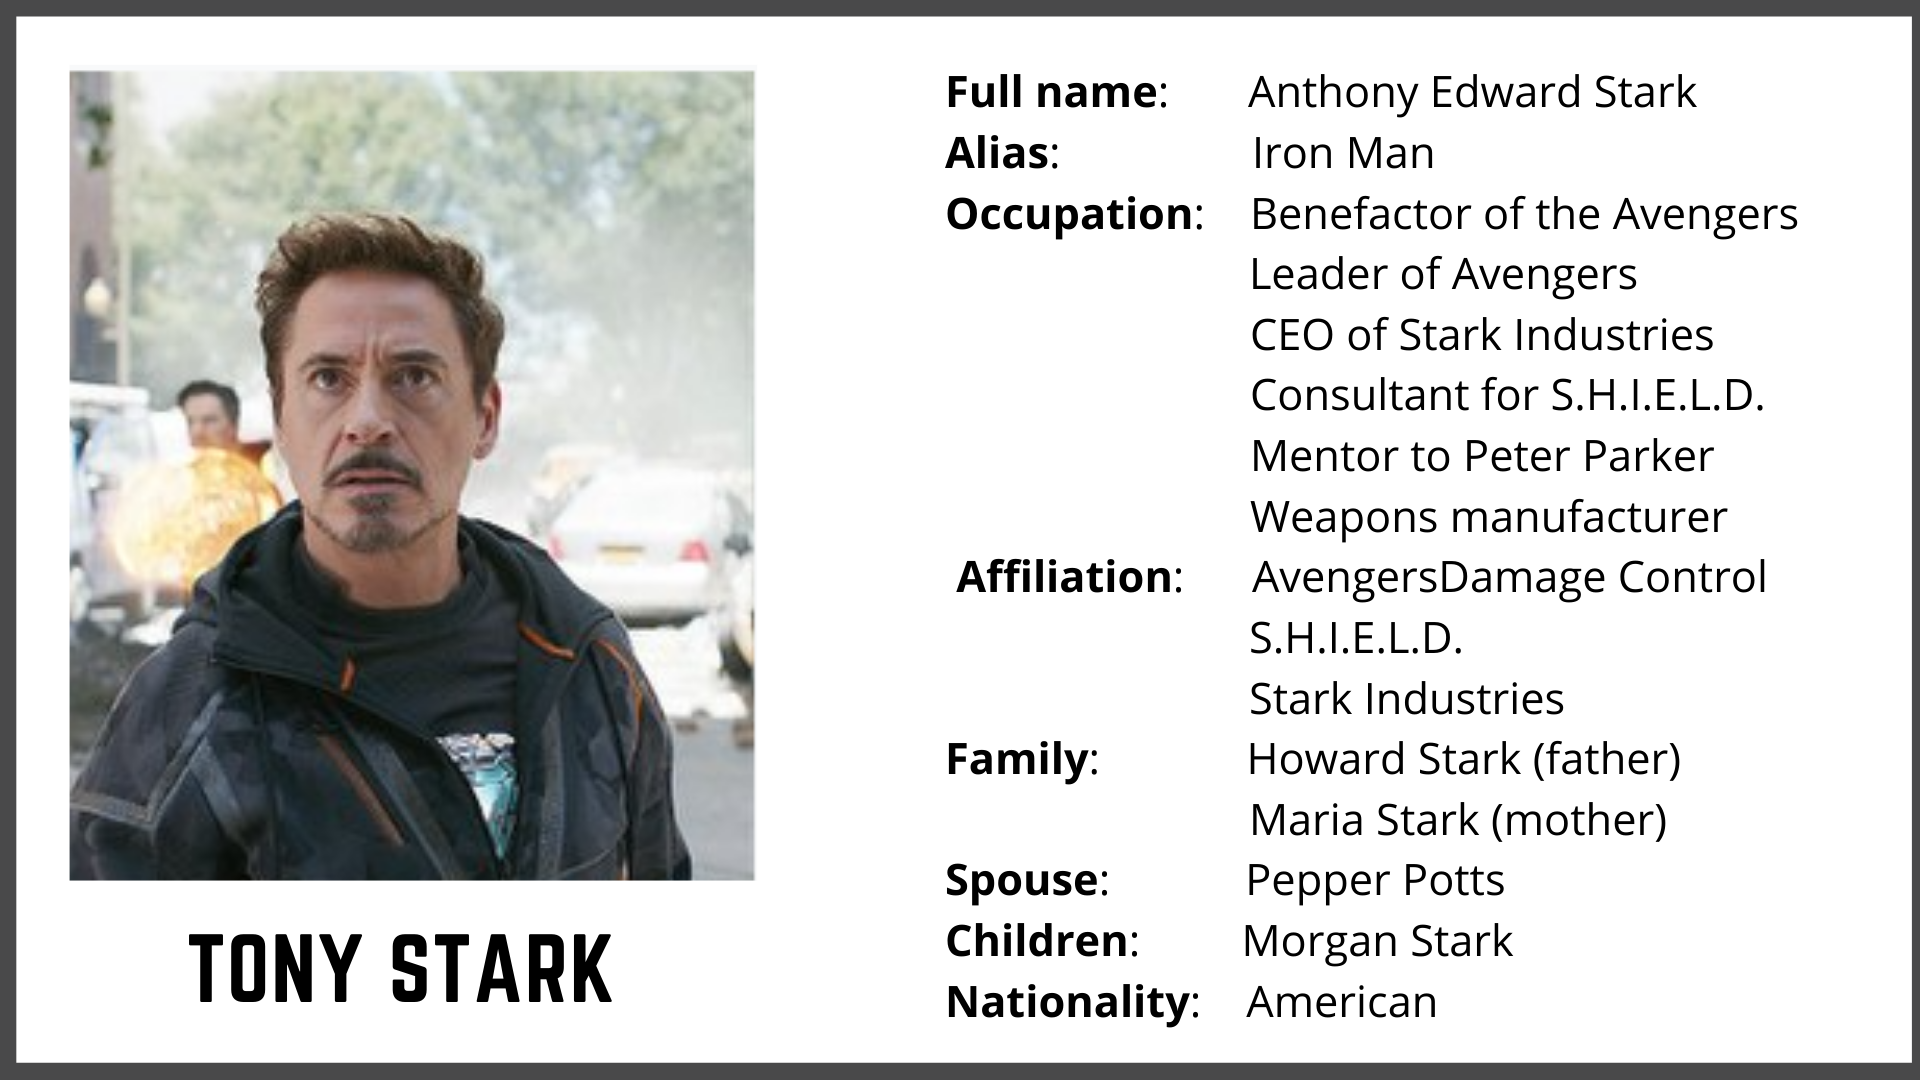 Full name: Anthony Edward Stark
Alias: Iron Man
Occupation: Benefactor of the Avengers
Leader of Avengers
CEO of Stark Industries
Consultant for S.H.I.E.L.D.
Mentor to Peter Parker
Weapons manufacturer
Affiliation: AvengersDamage Control
S.H.I.E.L.D.
Stark Industries
Family: Howard Stark (father)
Maria Stark (mother)
Spouse: Pepper Potts
Children: Morgan Stark
Nationality: American
TONY STARK